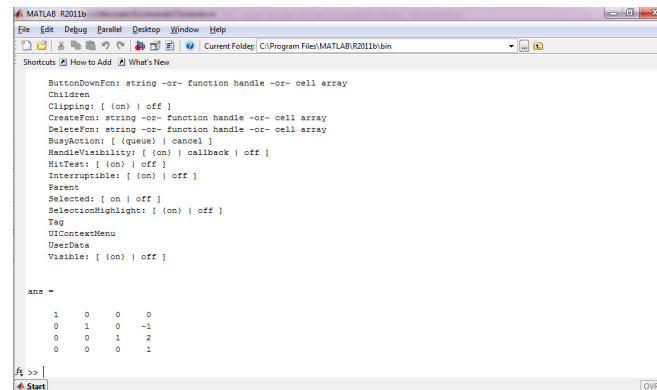 MATLAB R2011b
File Edit Debug Parallel Desktop Window Help
Current Folder: C:\Program Files\MATLAB\R2011b\bin
Shortcuts How to Add What's New
ButtonDownFcn: string -or- function handle -or- cell array
Children
Clipping: [ {on} | off ]
CreateFcn: string -or- function handle -or- cell array
DeleteFcn: string -or- function handle -or- cell array
BusyAction: [ {queue} | cancel ]
HandleVisibility: [ {on} | callback | off ]
HitTest: [ {on} | off ]
Interruptible: [ {on} | off ]
Parent
Selected: [ on | off ]
SelectionHighlight: [ {on} | off ]
Tag
UIContextMenu
UserData
Visible: [ {on} | off ]
ans =
1 0 0 0
0 1 0 -1
0 0 1 2
0 0 0 1
fx >>
Start OVR